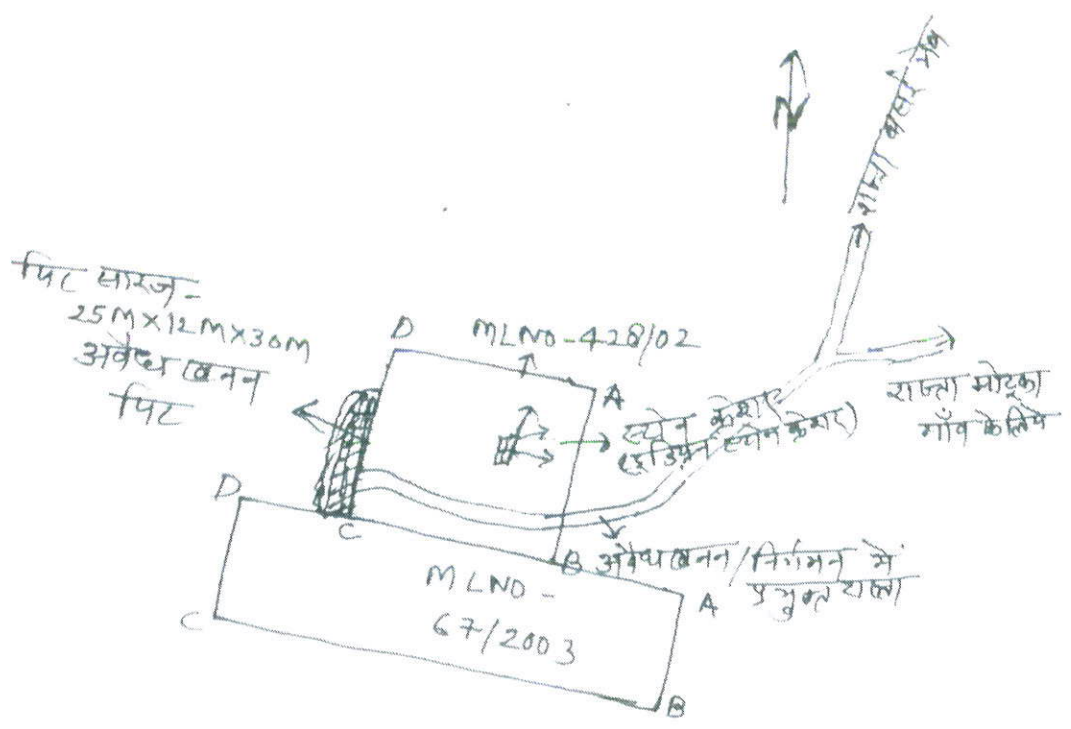 रास्ता
पिट साइज -
25M×12M×30M
अवैध खनन
पिट
D
MLNO-428/02
A
स्टोन क्रेशर
(इंडियन स्टोन क्रेशर)
रास्ता मोटूका
गाँव के लिये
D
C
B
अवैध खनन/निर्गमन में
प्रयुक्त रास्ता
MLNO-
67/2003
A
C
B